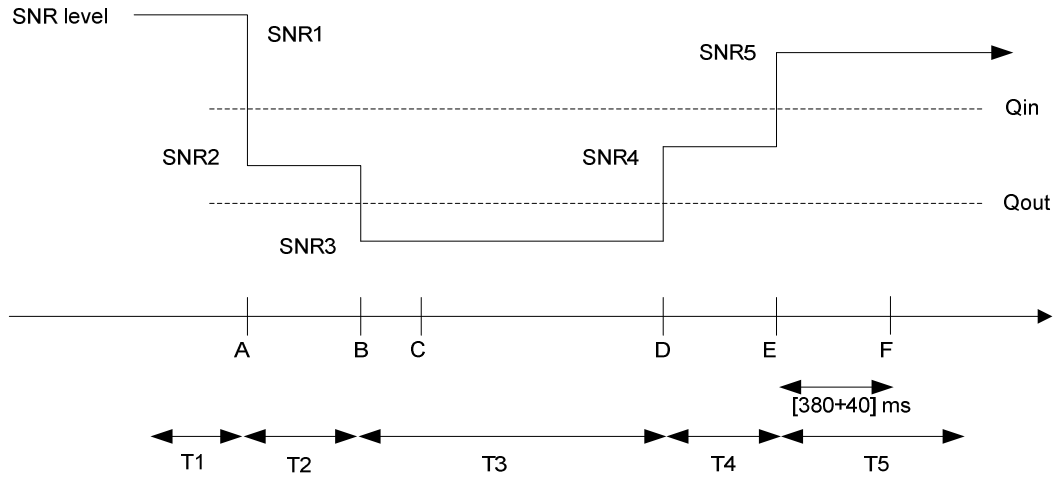 SNR level
SNR1
SNR5
Qin
SNR2
SNR4
Qout
SNR3
A B C D E F
[380+40] ms
T1 T2 T3 T4 T5